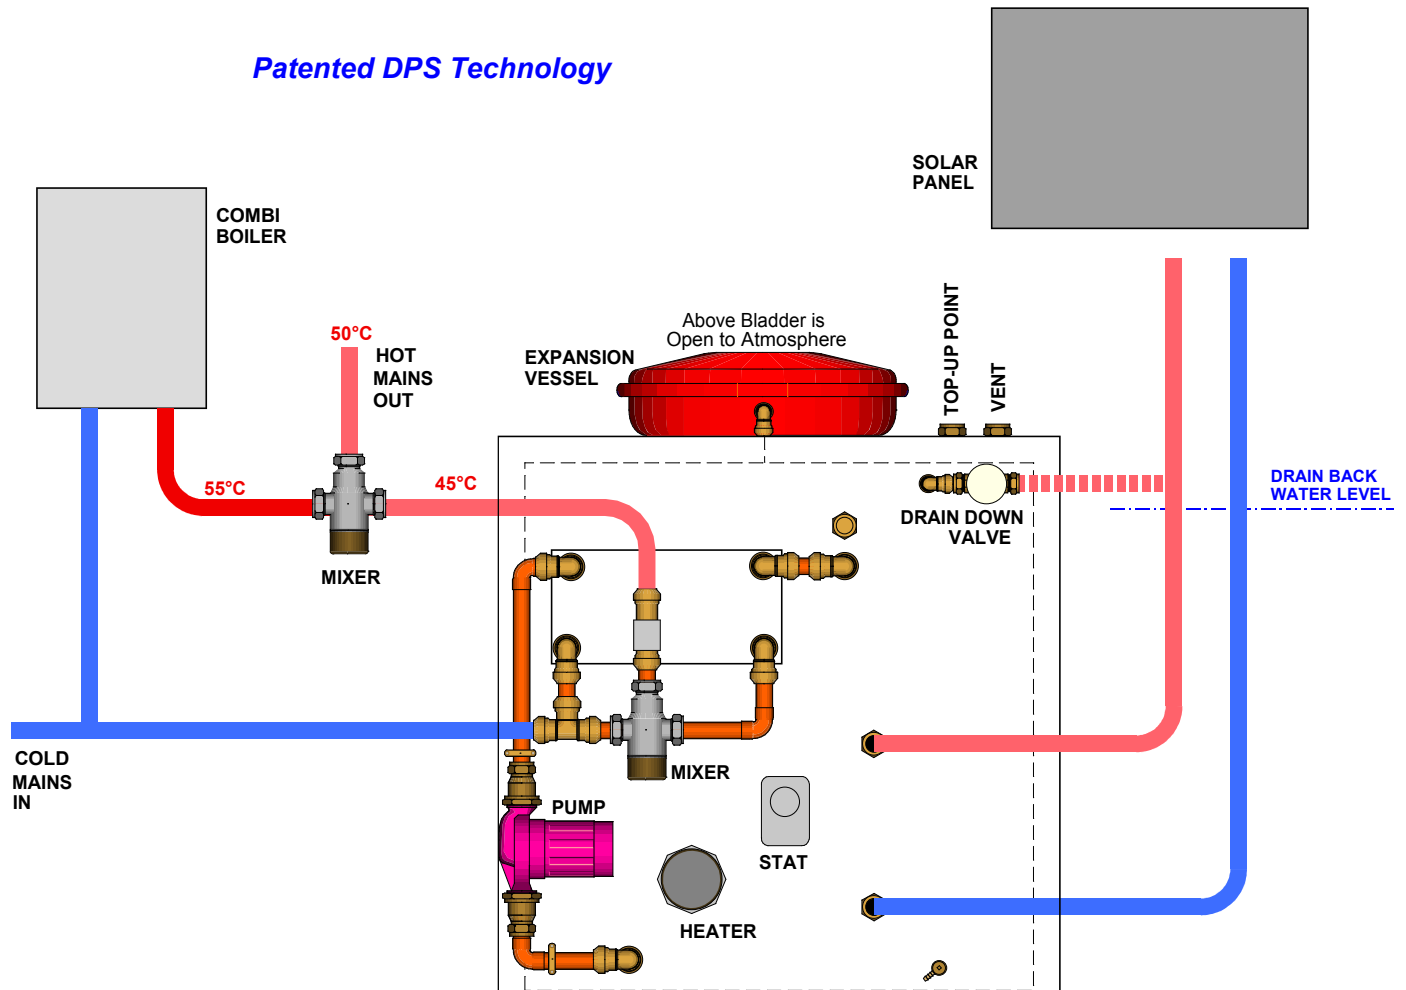 Patented DPS Technology
SOLAR
PANEL
COMBI
BOILER
50°C
HOT
MAINS
OUT
Above Bladder is
Open to Atmosphere
EXPANSION
VESSEL
TOP-UP POINT
VENT
55°C
45°C
DRAIN BACK
WATER LEVEL
DRAIN DOWN
VALVE
MIXER
COLD
MAINS
IN
MIXER
PUMP
STAT
HEATER